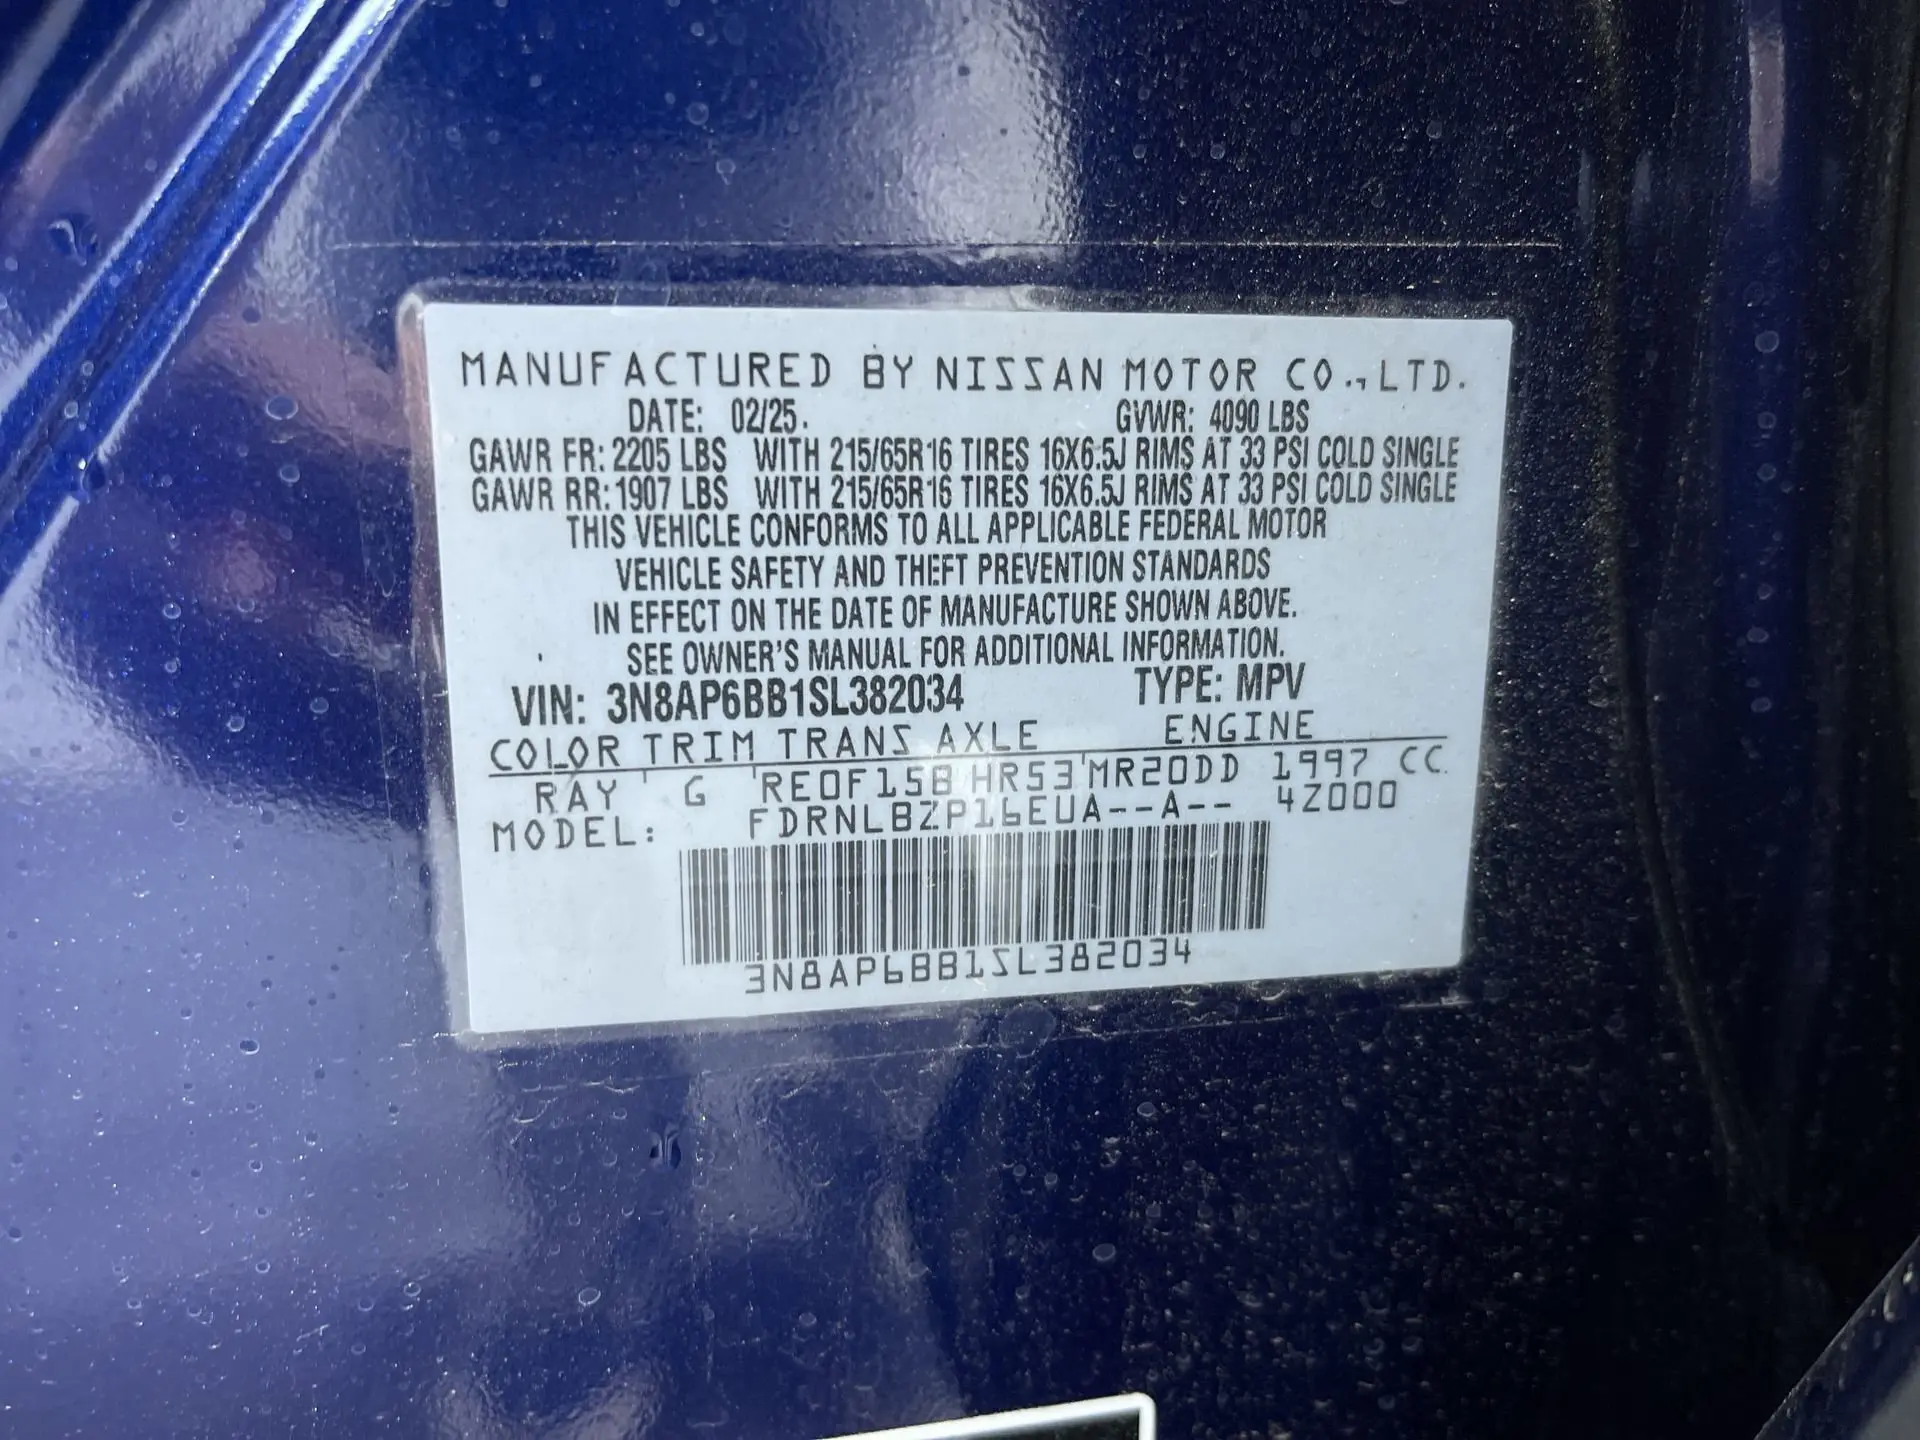 MANUFACTURED BY NISSAN MOTOR CO., LTD.
DATE: 02/25. GVWR: 4090 LBS
GAWR FR: 2205 LBS WITH 215/65R16 TIRES 16X6.5J RIMS AT 33 PSI COLD SINGLE
GAWR RR: 1907 LBS WITH 215/65R16 TIRES 16X6.5J RIMS AT 33 PSI COLD SINGLE
THIS VEHICLE CONFORMS TO ALL APPLICABLE FEDERAL MOTOR
VEHICLE SAFETY AND THEFT PREVENTION STANDARDS
IN EFFECT ON THE DATE OF MANUFACTURE SHOWN ABOVE.
SEE OWNER'S MANUAL FOR ADDITIONAL INFORMATION.
VIN: 3N8AP6BB1SL382034 TYPE: MPV
COLOR TRIM TRANS AXLE ENGINE
RAY G RE0F15B HR53 MR20DD 1997 CC
MODEL: FDRNLBZP16EUA--A-- 4Z000
3N8AP6BB1SL382034